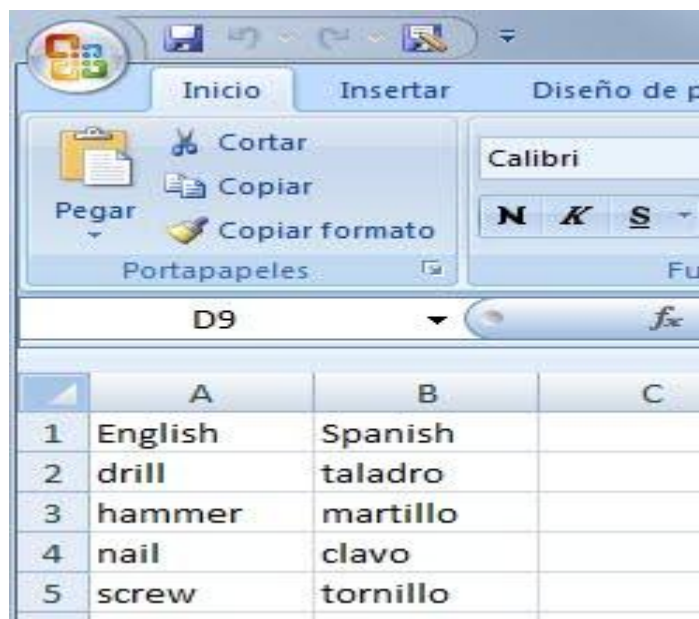 Inicio Insertar Diseño de p
Pegar
Cortar
Copiar
Copiar formato
Portapapeles
Calibri
N K S
Fu
D9 fx
A B C
1 English Spanish
2 drill taladro
3 hammer martillo
4 nail clavo
5 screw tornillo